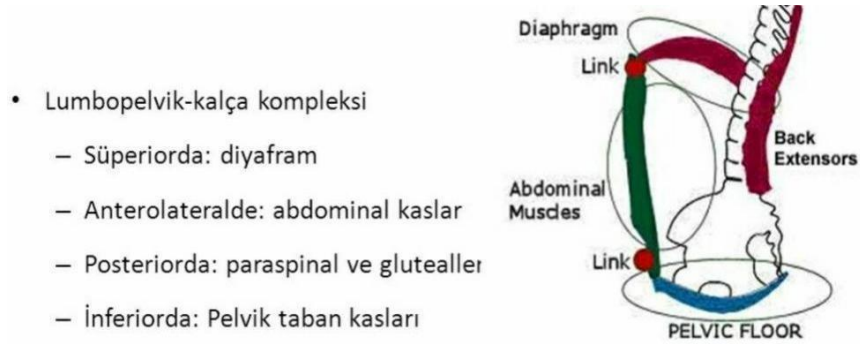 • Lumbopelvik-kalça kompleksi
– Süperiorda: diyafram
– Anterolateralde: abdominal kaslar
– Posteriorda: paraspinal ve glutealler
– İnferiorda: Pelvik taban kasları
Diaphragm
Link
Back
Extensors
Abdominal
Muscles
Link
PELVIC FLOOR